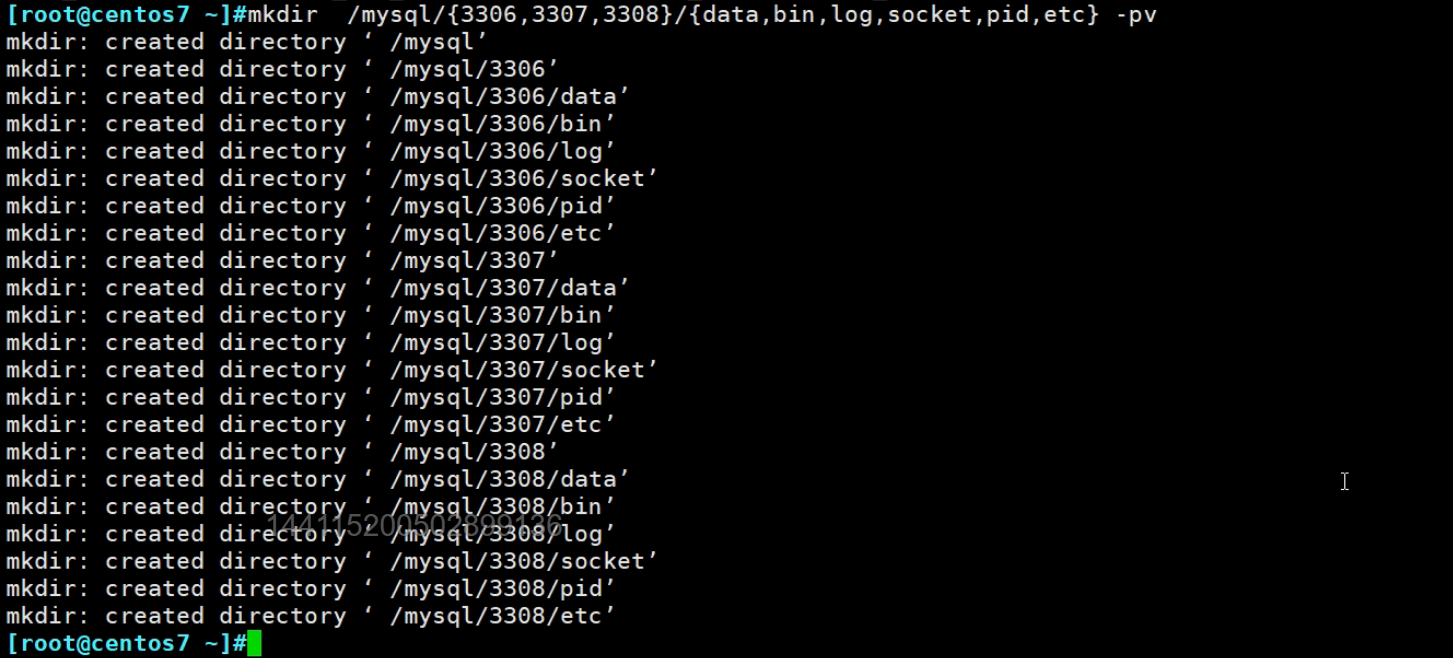 [root@centos7 ~]#mkdir  /mysql/{3306,3307,3308}/{data,bin,log,socket,pid,etc} -pv
mkdir: created directory ‘ /mysql’
mkdir: created directory ‘ /mysql/3306’
mkdir: created directory ‘ /mysql/3306/data’
mkdir: created directory ‘ /mysql/3306/bin’
mkdir: created directory ‘ /mysql/3306/log’
mkdir: created directory ‘ /mysql/3306/socket’
mkdir: created directory ‘ /mysql/3306/pid’
mkdir: created directory ‘ /mysql/3306/etc’
mkdir: created directory ‘ /mysql/3307’
mkdir: created directory ‘ /mysql/3307/data’
mkdir: created directory ‘ /mysql/3307/bin’
mkdir: created directory ‘ /mysql/3307/log’
mkdir: created directory ‘ /mysql/3307/socket’
mkdir: created directory ‘ /mysql/3307/pid’
mkdir: created directory ‘ /mysql/3307/etc’
mkdir: created directory ‘ /mysql/3308’
mkdir: created directory ‘ /mysql/3308/data’
mkdir: created directory ‘ /mysql/3308/bin’
144115200502899136
mkdir: created directory ‘ /mysql/3308/log’
mkdir: created directory ‘ /mysql/3308/socket’
mkdir: created directory ‘ /mysql/3308/pid’
mkdir: created directory ‘ /mysql/3308/etc’
[root@centos7 ~]#